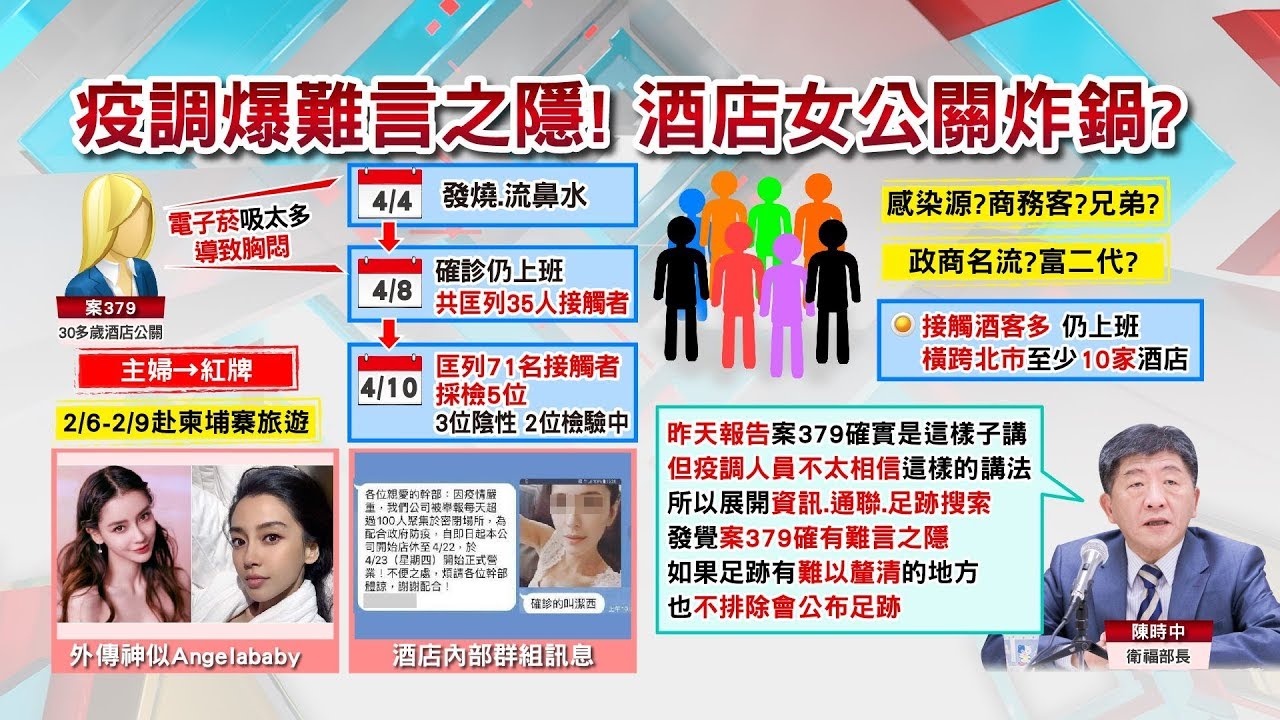 疫調爆難言之隱! 酒店女公關炸鍋?
電子菸吸太多
導致胸悶
案379
30多歲酒店公關
主婦→紅牌
2/6-2/9赴柬埔寨旅遊
4/4
發燒.流鼻水
4/8
確診仍上班
共匡列35人接觸者
4/10
匡列71名接觸者
採檢5位
3位陰性 2位檢驗中
感染源?商務客?兄弟?
政商名流?富二代?
接觸酒客多 仍上班
橫跨北市至少10家酒店
外傳神似Angelababy
各位親愛的幹部：因疫情嚴
重，我們公司被舉報每天超
過100人聚集於密閉場所，為
配合政府防疫，自即日起本公
司開始店休至4/22，於
4/23（星期四）開始正式營
業！不便之處，煩請各位幹部
體諒，謝謝配合！
確診的叫潔西
酒店內部群組訊息
昨天報告案379確實是這樣子講
但疫調人員不太相信這樣的講法
所以展開資訊.通聯.足跡搜索
發覺案379確有難言之隱
如果足跡有難以釐清的地方
也不排除會公布足跡
陳時中
衛福部長